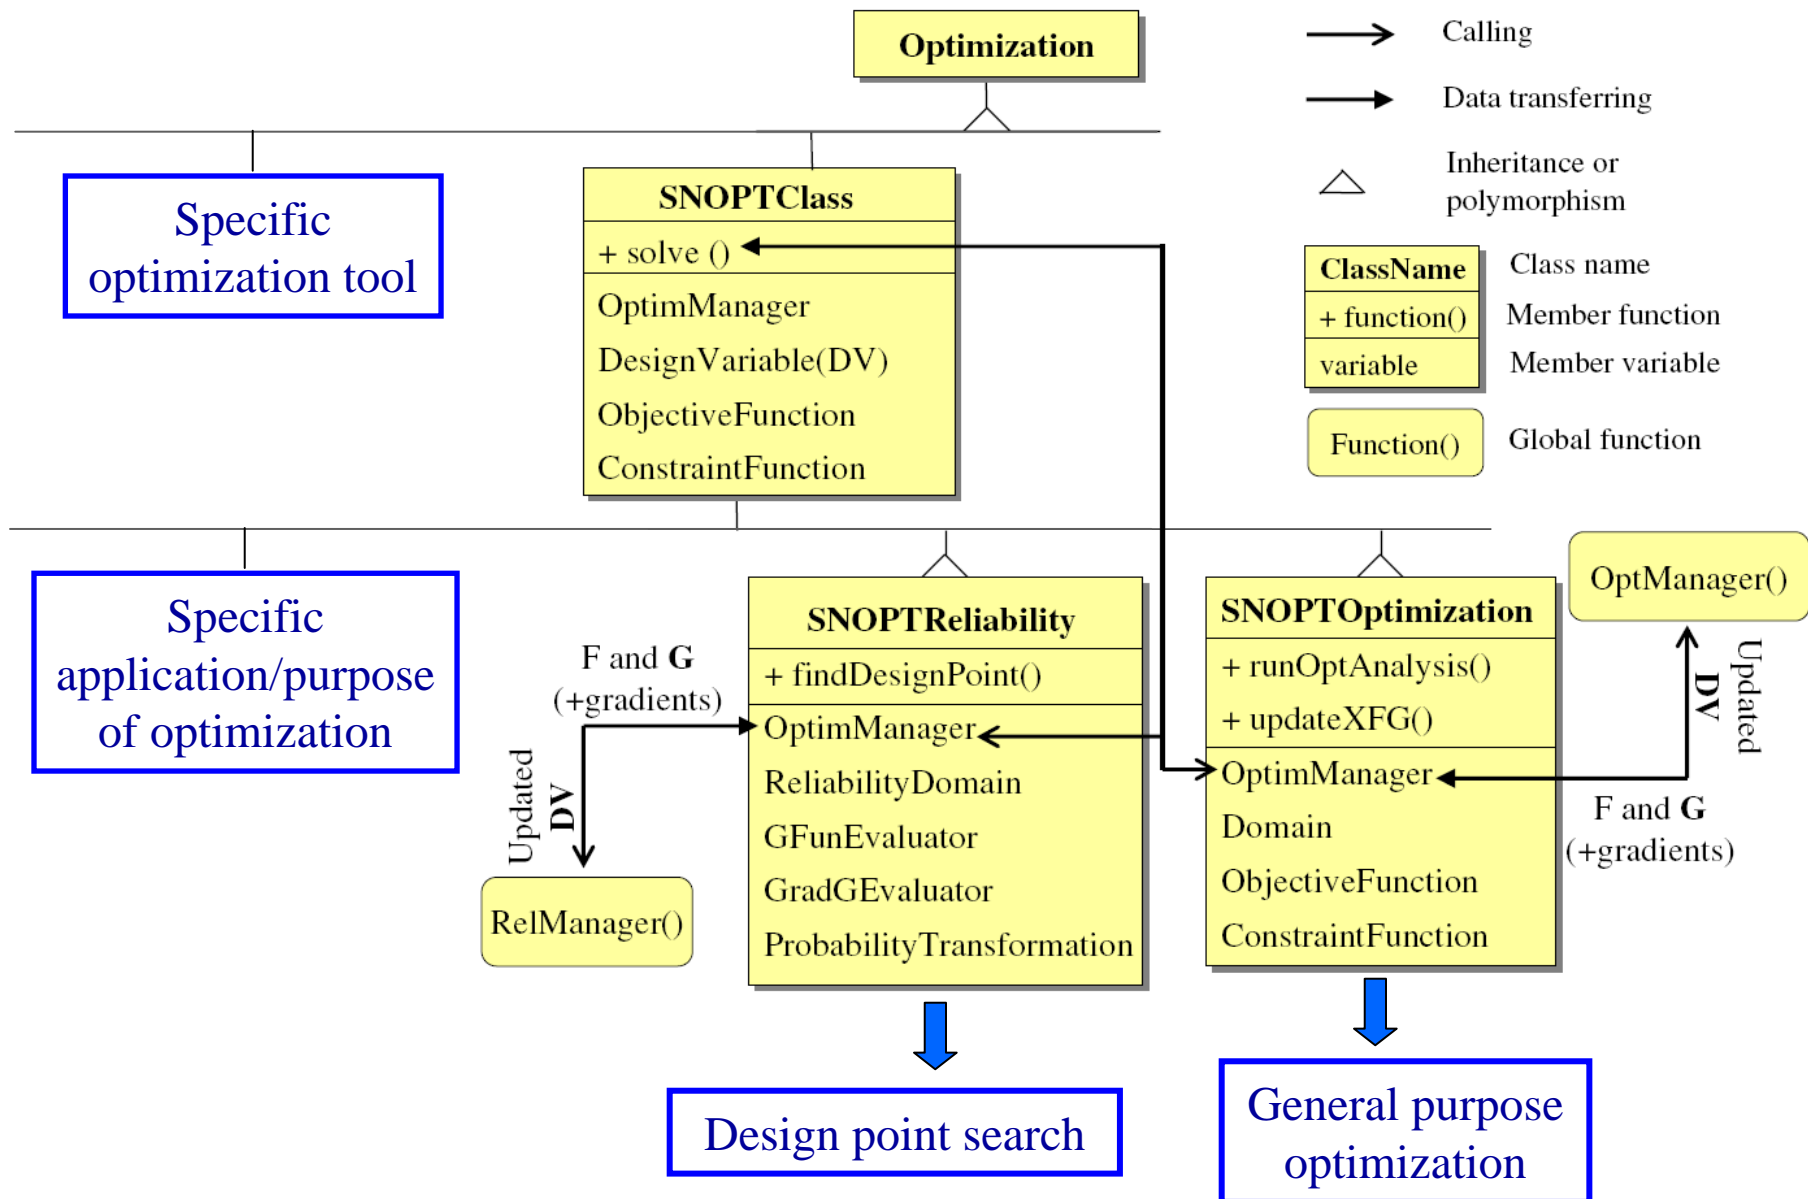 Optimization
Calling
Data transferring
Inheritance or
polymorphism
ClassName
Class name
+ function()
Member function
variable
Member variable
Function()
Global function
Specific
optimization tool
SNOPTClass
+ solve ()
OptimManager
DesignVariable(DV)
ObjectiveFunction
ConstraintFunction
Specific
application/purpose
of optimization
F and G
(+gradients)
Updated
DV
RelManager()
SNOPTReliability
+ findDesignPoint()
OptimManager
ReliabilityDomain
GFunEvaluator
GradGEvaluator
ProbabilityTransformation
SNOPTOptimization
+ runOptAnalysis()
+ updateXFG()
OptimManager
Domain
ObjectiveFunction
ConstraintFunction
OptManager()
Updated
DV
F and G
(+gradients)
Design point search
General purpose
optimization